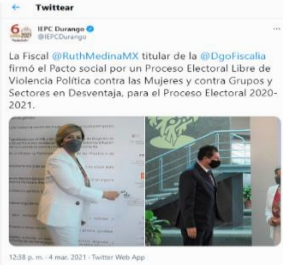 Twittear
IEPC Durango
@IEPCDurango
La Fiscal @RuthMedinaMX titular de la @DgoFiscalia
firmó el Pacto social por un Proceso Electoral Libre de
Violencia Política contra las Mujeres y contra Grupos y
Sectores en Desventaja, para el Proceso Electoral 2020-
2021.
12:38 p. m. · 4 mar. 2021 · Twitter Web App